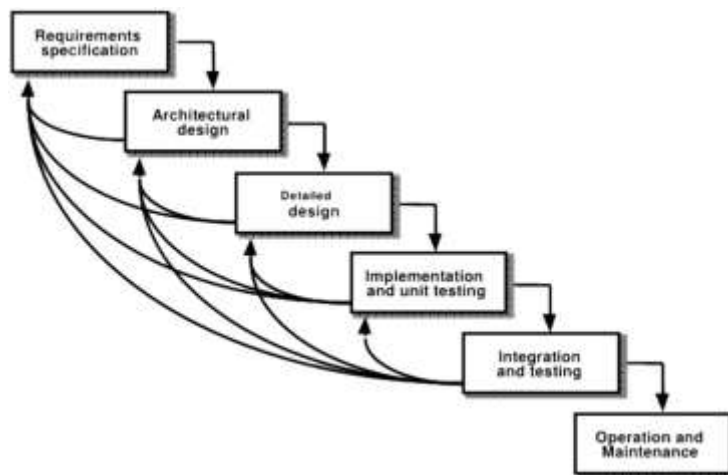 Requirements
specification
Architectural
design
Detailed
design
Implementation
and unit testing
Integration
and testing
Operation and
Maintenance